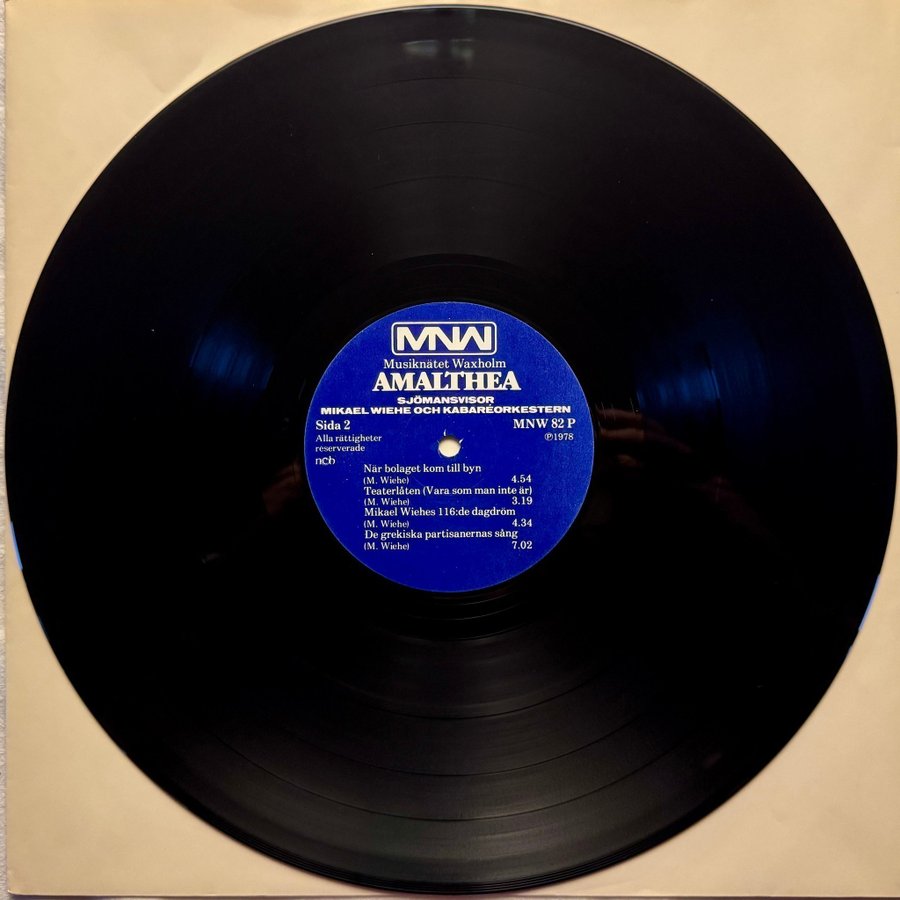 MNW
Musiknätet Waxholm
AMALTHEA
SJÖMANSVISOR
MIKAEL WIEHE OCH KABARÉORKESTERN
Sida 2 MNW 82 P
Alla rättigheter ℗1978
reserverade
ncb
När bolaget kom till byn
(M. Wiehe) 4.54
Teaterlåten (Vara som man inte är)
(M. Wiehe) 3.19
Mikael Wiehes 116:de dagdröm
(M. Wiehe) 4.34
De grekiska partisanernas sång
(M. Wiehe) 7.02